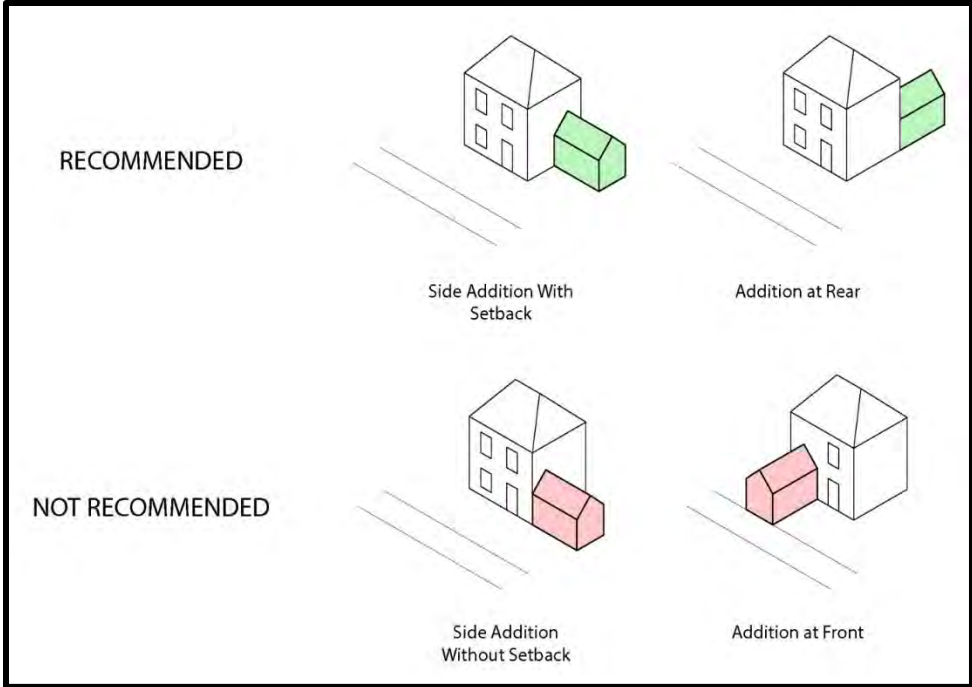 RECOMMENDED
Side Addition With
Setback
Addition at Rear
NOT RECOMMENDED
Side Addition
Without Setback
Addition at Front